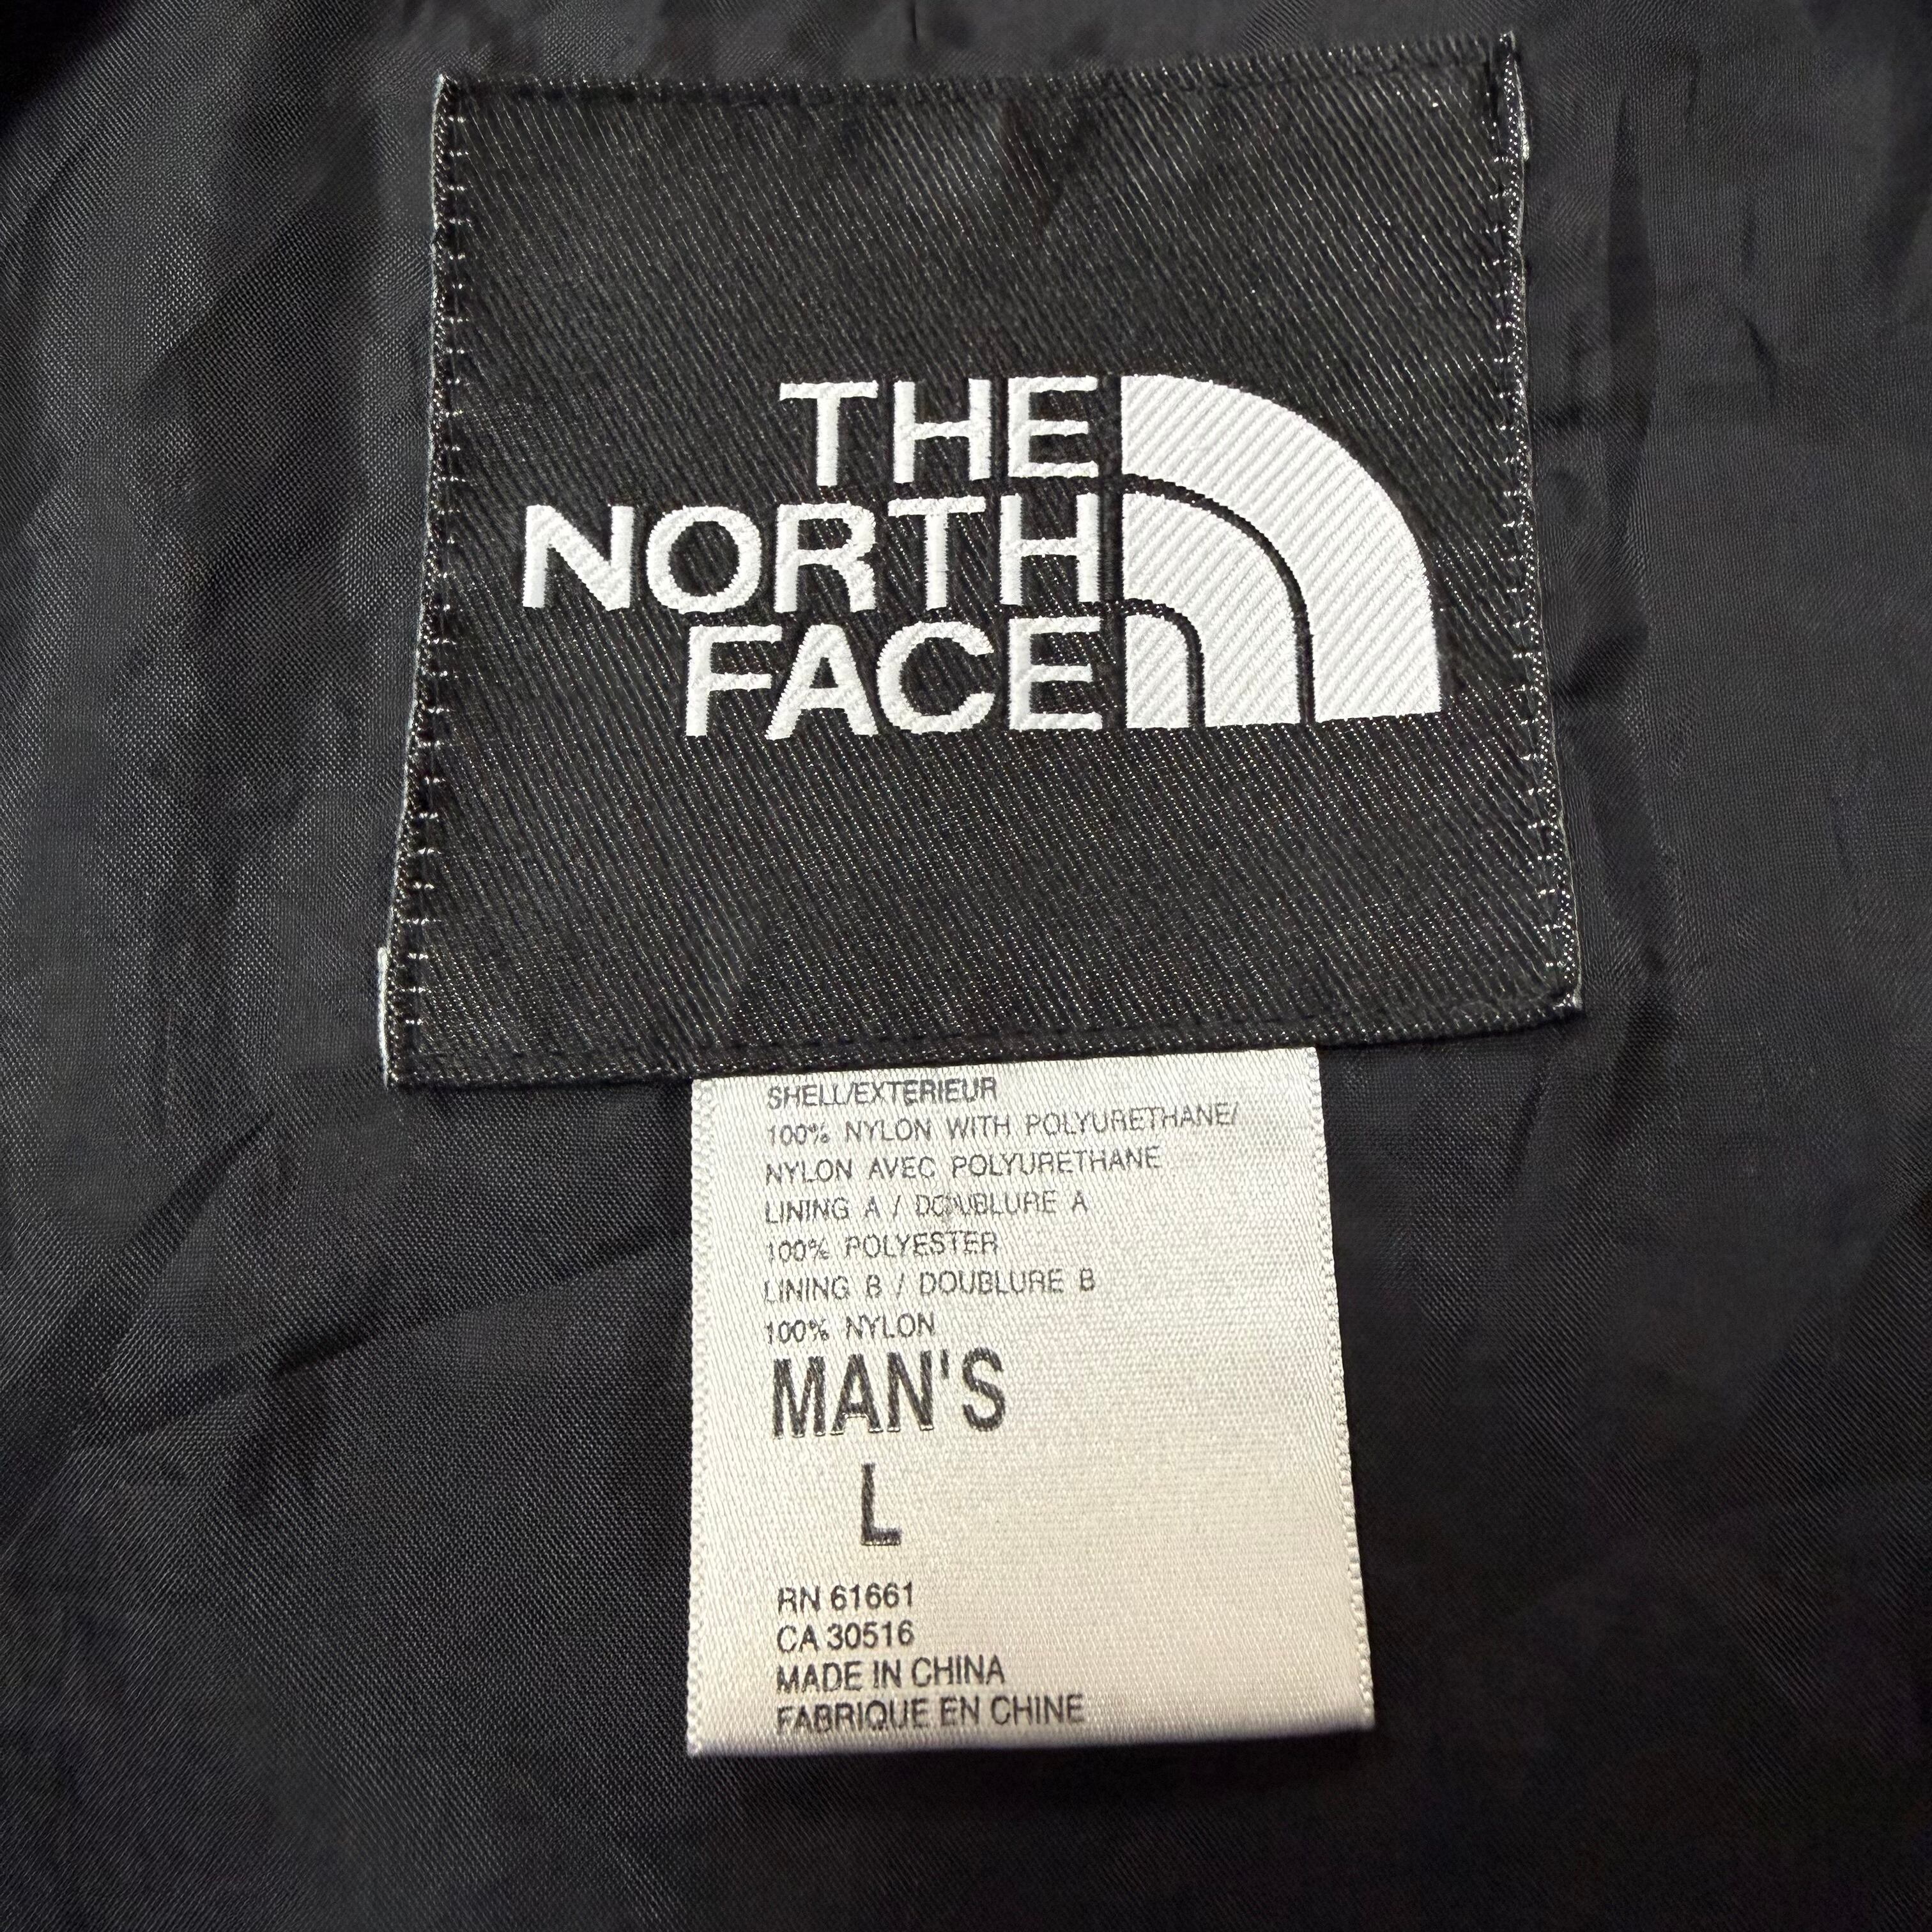 THE
NORTH
FACE
SHELL/EXTERIEUR
100% NYLON WITH POLYURETHANE/
NYLON AVEC POLYURETHANE
LINING A / DOUBLURE A
100% POLYESTER
LINING B / DOUBLURE B
100% NYLON
MAN'S
L
RN 61661
CA 30516
MADE IN CHINA
FABRIQUE EN CHINE